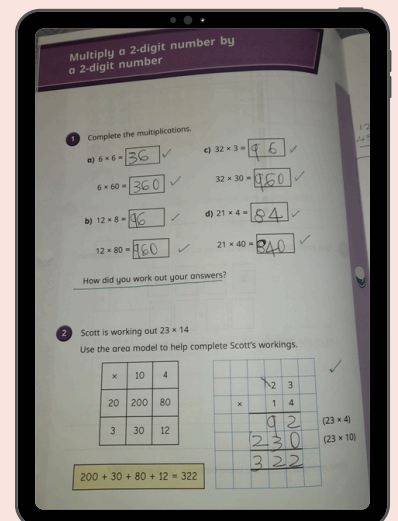 Multiply a 2-digit number by
a 2-digit number
1 Complete the multiplications.
a) 6 × 6 = 36
c) 32 × 3 = 96
6 × 60 = 360
32 × 30 = 960
b) 12 × 8 = 96
d) 21 × 4 = 84
12 × 80 = 960
21 × 40 = 840
How did you work out your answers?
2 Scott is working out 23 × 14
Use the area model to help complete Scott's workings.
× 10 4
20 200 80
3 30 12
2 3
× 1 4
9 2 (23 × 4)
2 3 0 (23 × 10)
3 2 2
200 + 30 + 80 + 12 = 322